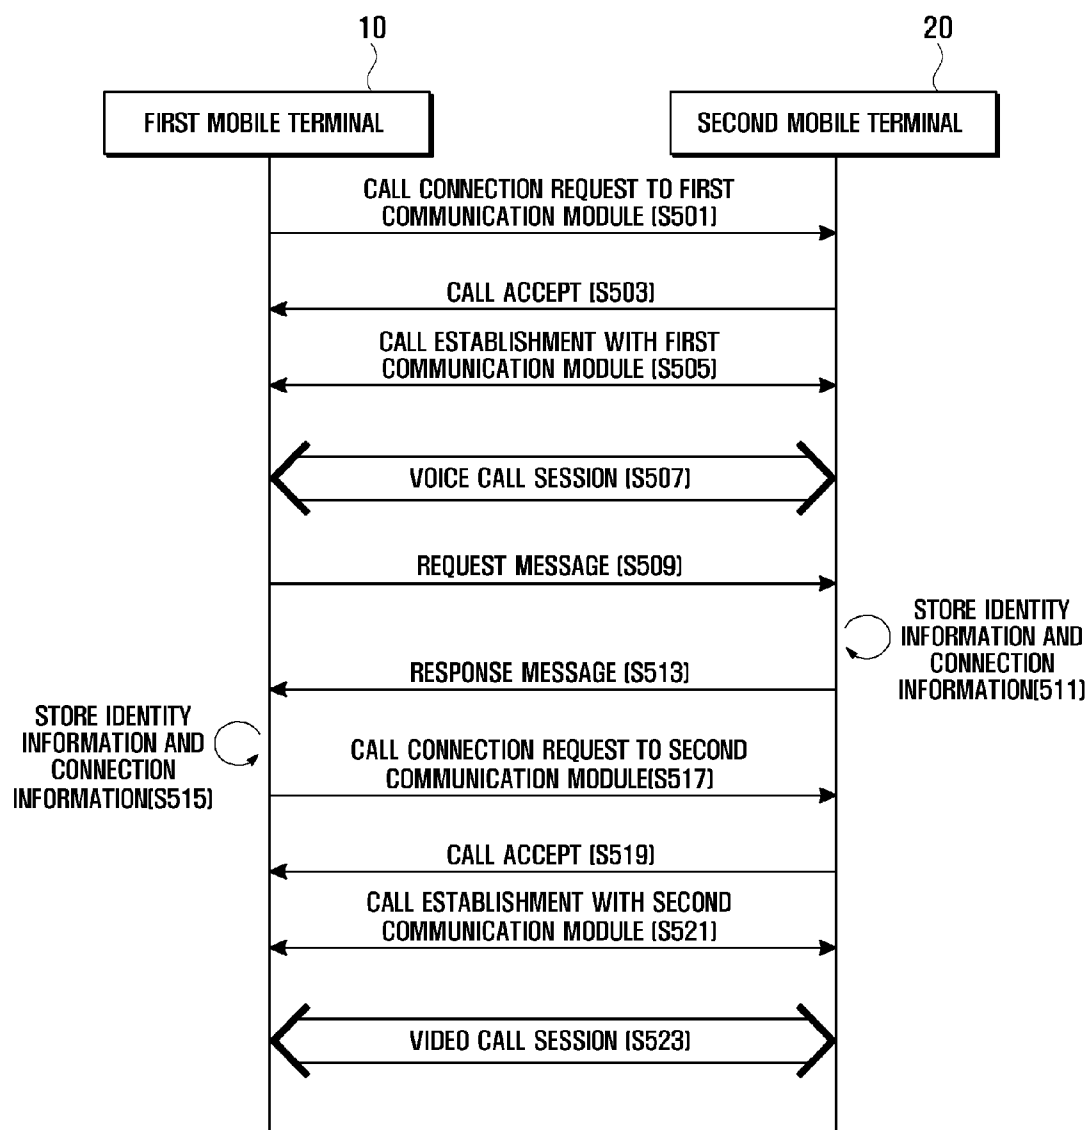 10
20
FIRST MOBILE TERMINAL
SECOND MOBILE TERMINAL
CALL CONNECTION REQUEST TO FIRST
COMMUNICATION MODULE (S501)
CALL ACCEPT (S503)
CALL ESTABLISHMENT WITH FIRST
COMMUNICATION MODULE (S505)
VOICE CALL SESSION (S507)
REQUEST MESSAGE (S509)
STORE IDENTITY
INFORMATION AND
CONNECTION
INFORMATION(511)
RESPONSE MESSAGE (S513)
STORE IDENTITY
INFORMATION AND
CONNECTION
INFORMATION(S515)
CALL CONNECTION REQUEST TO SECOND
COMMUNICATION MODULE(S517)
CALL ACCEPT (S519)
CALL ESTABLISHMENT WITH SECOND
COMMUNICATION MODULE (S521)
VIDEO CALL SESSION (S523)